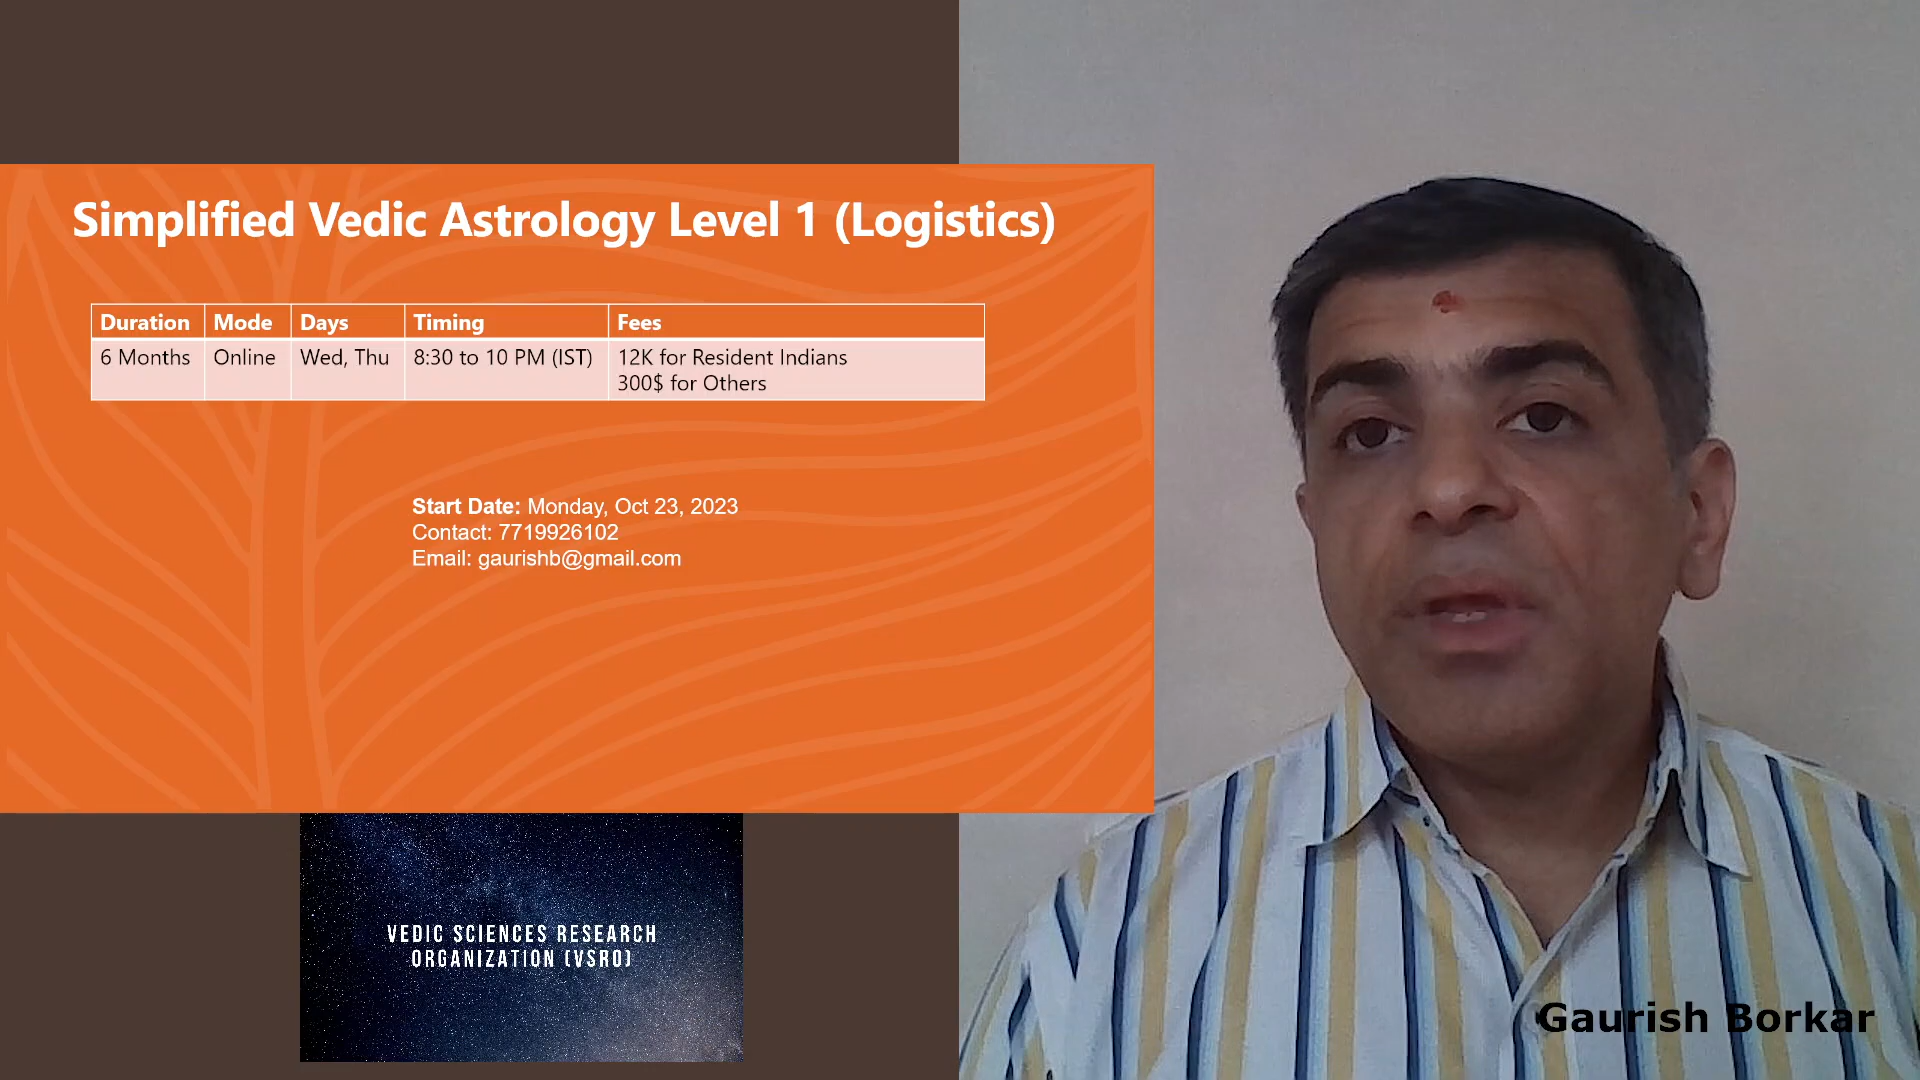 Simplified Vedic Astrology Level 1 (Logistics)
Duration Mode Days Timing Fees
6 Months Online Wed, Thu 8:30 to 10 PM (IST) 12K for Resident Indians
300$ for Others
Start Date: Monday, Oct 23, 2023
Contact: 7719926102
Email: gaurishb@gmail.com
VEDIC SCIENCES RESEARCH
ORGANIZATION (VSRO)
Gaurish Borkar